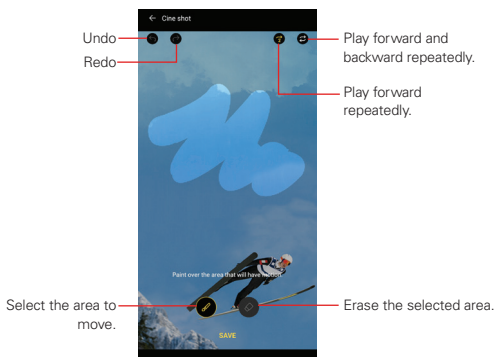 Cine shot
Undo
Redo
Play forward and
backward repeatedly.
Play forward
repeatedly.
Paint over the area that will have motion
Select the area to
move.
Erase the selected area.
SAVE